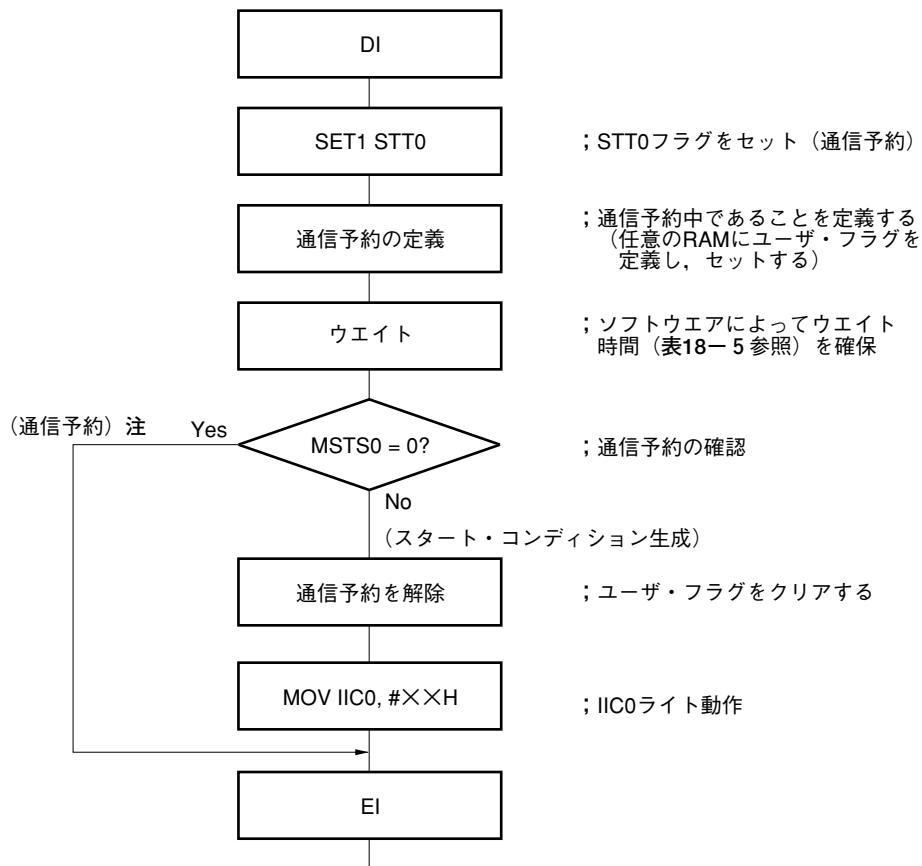 DI
SET1 STT0
；STT0フラグをセット（通信予約）
通信予約の定義
；通信予約中であることを定義する
（任意のRAMにユーザ・フラグを
定義し，セットする）
ウエイト
；ソフトウエアによってウエイト
時間（表18－5 参照）を確保
（通信予約）注 Yes
MSTS0 = 0?
；通信予約の確認
No
（スタート・コンディション生成）
通信予約を解除
；ユーザ・フラグをクリアする
MOV IIC0, #××H
；IIC0ライト動作
EI